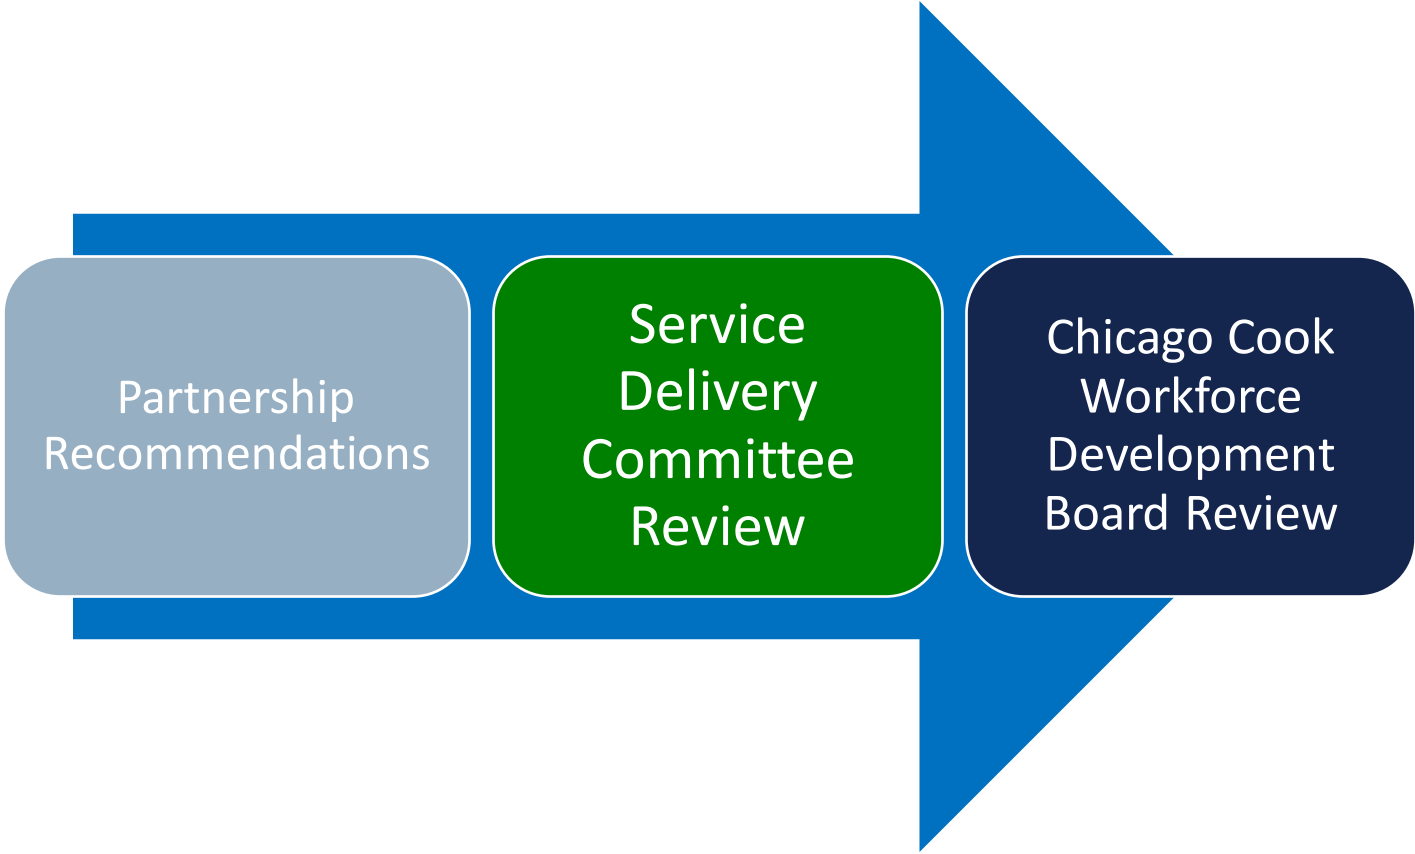 Partnership
Recommendations
Service
Delivery
Committee
Review
Chicago Cook
Workforce
Development
Board Review